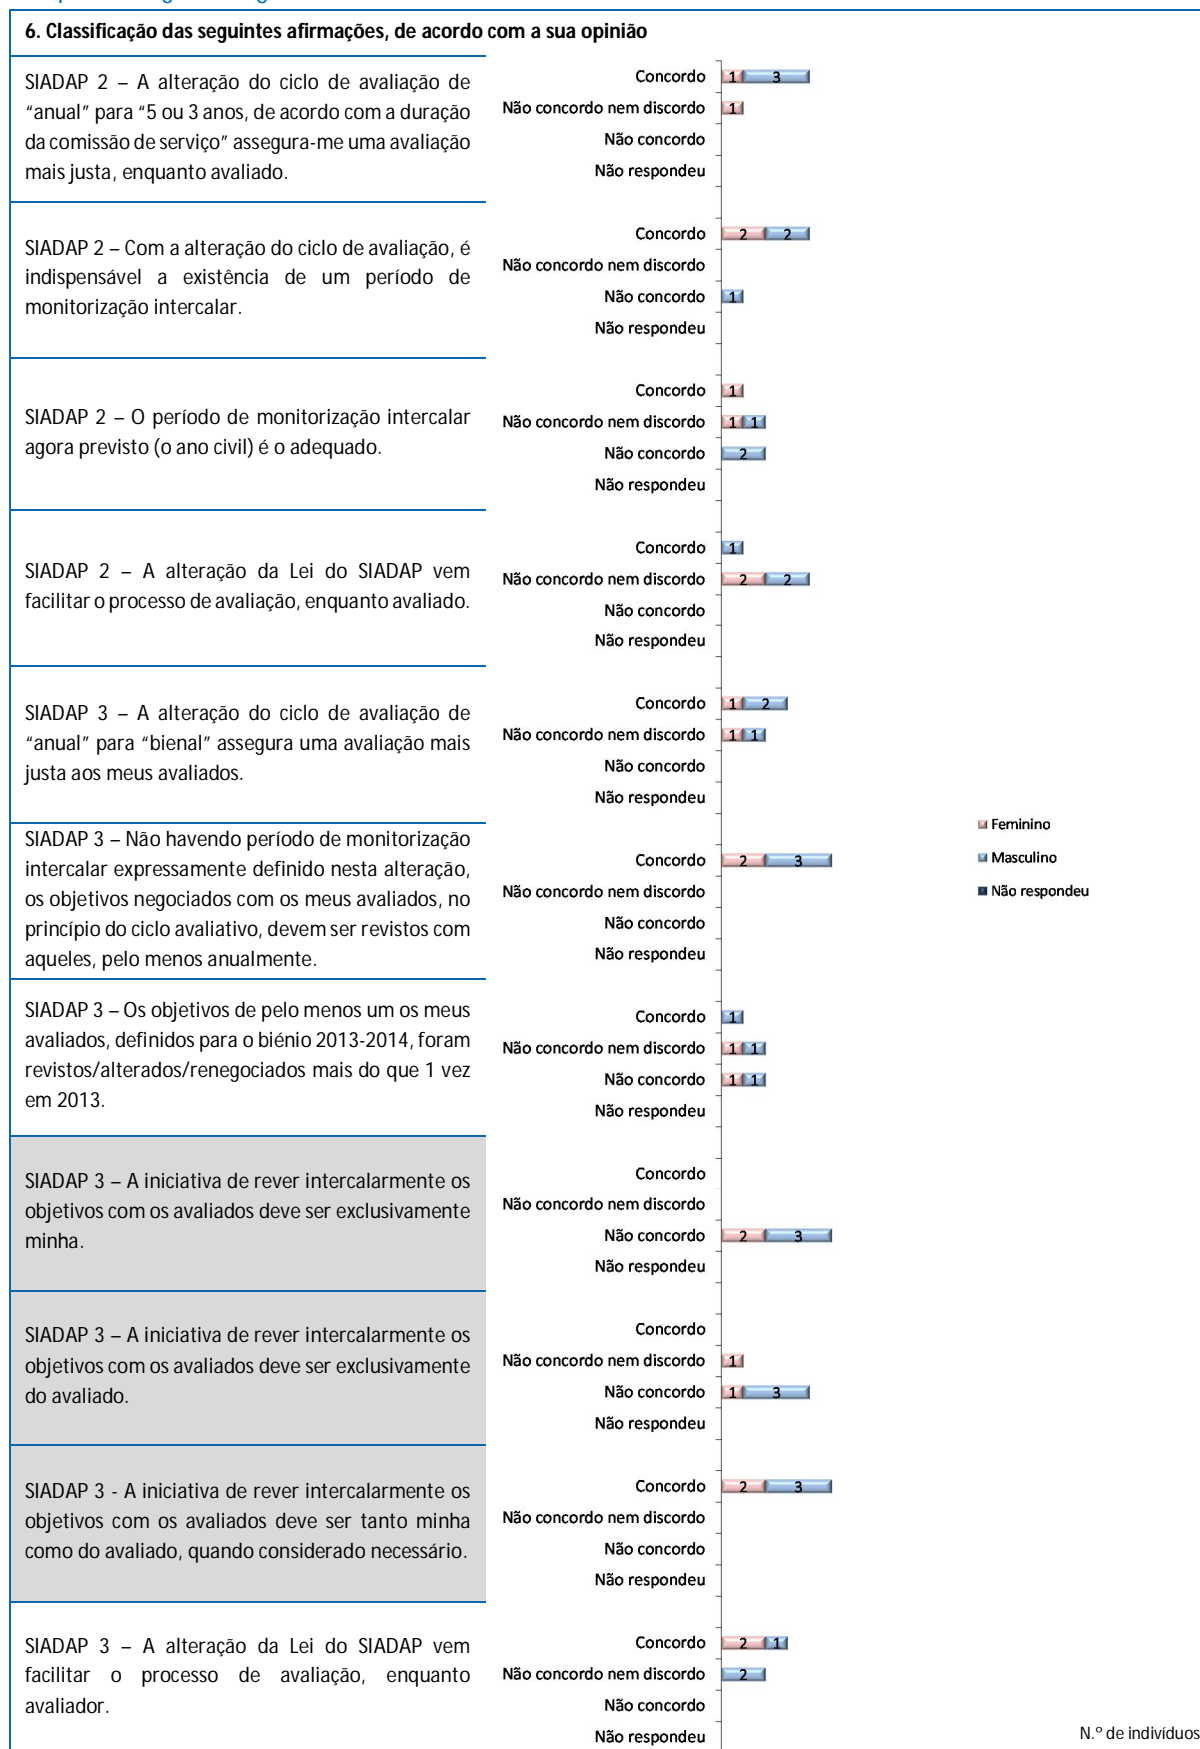 6. Classificação das seguintes afirmações, de acordo com a sua opinião
SIADAP 2 – A alteração do ciclo de avaliação de
“anual” para “5 ou 3 anos, de acordo com a duração
da comissão de serviço” assegura-me uma avaliação
mais justa, enquanto avaliado.
Concordo 1 3
Não concordo nem discordo 1
Não concordo
Não respondeu
SIADAP 2 – Com a alteração do ciclo de avaliação, é
indispensável a existência de um período de
monitorização intercalar.
Concordo 2 2
Não concordo nem discordo
Não concordo 1
Não respondeu
SIADAP 2 – O período de monitorização intercalar
agora previsto (o ano civil) é o adequado.
Concordo 1
Não concordo nem discordo 1 1
Não concordo 2
Não respondeu
SIADAP 2 – A alteração da Lei do SIADAP vem
facilitar o processo de avaliação, enquanto avaliado.
Concordo 1
Não concordo nem discordo 2 2
Não concordo
Não respondeu
SIADAP 3 – A alteração do ciclo de avaliação de
“anual” para “bienal” assegura uma avaliação mais
justa aos meus avaliados.
Concordo 1 2
Não concordo nem discordo 1 1
Não concordo
Não respondeu
SIADAP 3 – Não havendo período de monitorização
intercalar expressamente definido nesta alteração,
os objetivos negociados com os meus avaliados, no
princípio do ciclo avaliativo, devem ser revistos com
aqueles, pelo menos anualmente.
Concordo 2 3
Não concordo nem discordo
Não concordo
Não respondeu
Feminino
Masculino
Não respondeu
SIADAP 3 – Os objetivos de pelo menos um os meus
avaliados, definidos para o biénio 2013-2014, foram
revistos/alterados/renegociados mais do que 1 vez
em 2013.
Concordo 1
Não concordo nem discordo 1 1
Não concordo 1 1
Não respondeu
SIADAP 3 – A iniciativa de rever intercalarmente os
objetivos com os avaliados deve ser exclusivamente
minha.
Concordo
Não concordo nem discordo
Não concordo 2 3
Não respondeu
SIADAP 3 – A iniciativa de rever intercalarmente os
objetivos com os avaliados deve ser exclusivamente
do avaliado.
Concordo
Não concordo nem discordo 1
Não concordo 1 3
Não respondeu
SIADAP 3 - A iniciativa de rever intercalarmente os
objetivos com os avaliados deve ser tanto minha
como do avaliado, quando considerado necessário.
Concordo 2 3
Não concordo nem discordo
Não concordo
Não respondeu
SIADAP 3 – A alteração da Lei do SIADAP vem
facilitar o processo de avaliação, enquanto
avaliador.
Concordo 2 1
Não concordo nem discordo 2
Não concordo
Não respondeu
N.º de indivíduos